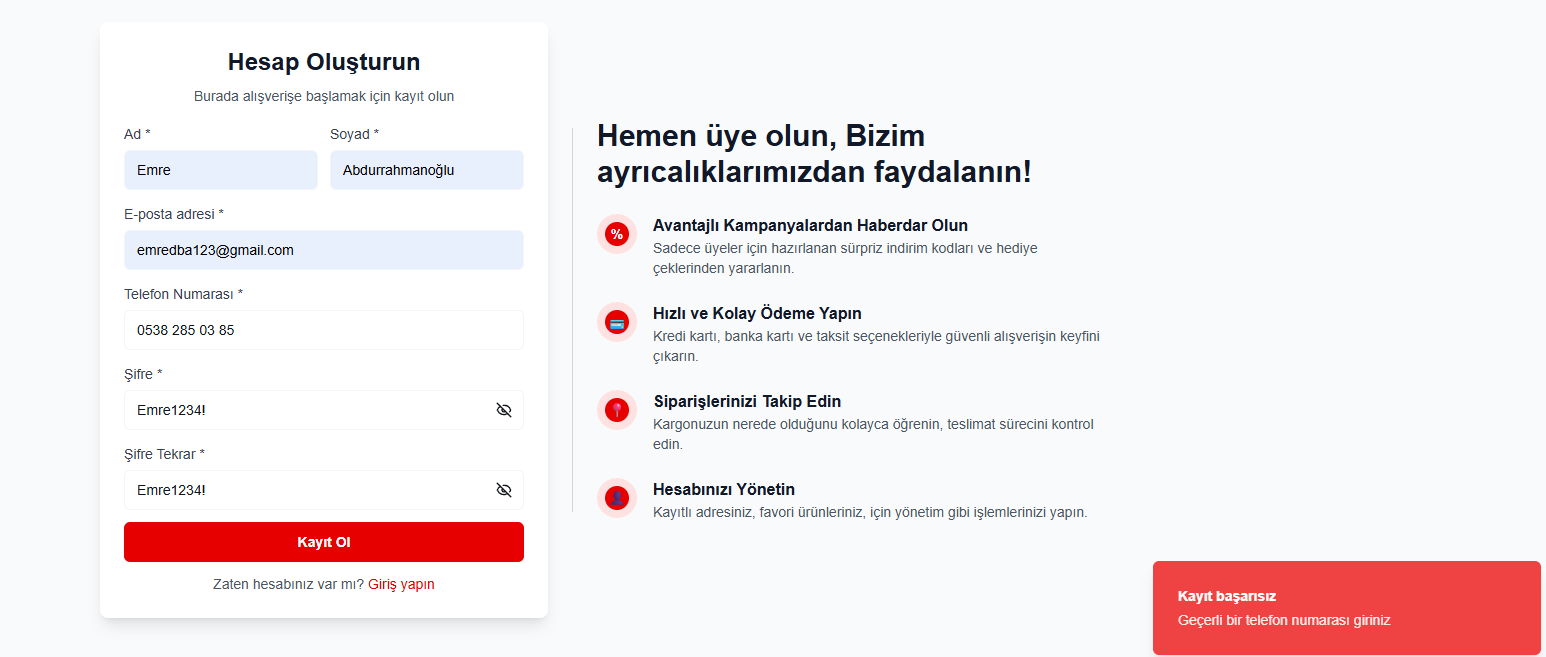 Hesap Oluşturun
Burada alışverişe başlamak için kayıt olun
Ad *
Soyad *
Emre
Abdurrahmanoğlu
E-posta adresi *
emredba123@gmail.com
Telefon Numarası *
0538 285 03 85
Şifre *
Emre1234!
Şifre Tekrar *
Emre1234!
Kayıt Ol
Zaten hesabınız var mı? Giriş yapın
Hemen üye olun, Bizim
ayrıcalıklarımızdan faydalanın!
%
Avantajlı Kampanyalardan Haberdar Olun
Sadece üyeler için hazırlanan sürpriz indirim kodları ve hediye
çeklerinden yararlanın.
Hızlı ve Kolay Ödeme Yapın
Kredi kartı, banka kartı ve taksit seçenekleriyle güvenli alışverişin keyfini
çıkarın.
Siparişlerinizi Takip Edin
Kargonuzun nerede olduğunu kolayca öğrenin, teslimat sürecini kontrol
edin.
Hesabınızı Yönetin
Kayıtlı adresiniz, favori ürünleriniz, için yönetim gibi işlemlerinizi yapın.
Kayıt başarısız
Geçerli bir telefon numarası giriniz